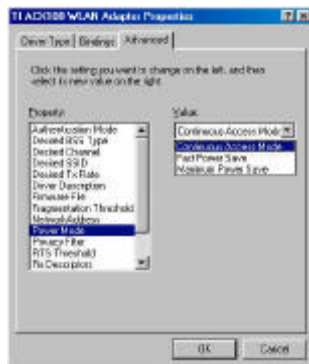 TI ACX100 WLAN Adapter Properties
Driver Type
Bindings
Advanced
Click the setting you want to change on the left, and then
select its new value on the right.
Property:
Value:
Authentication Mode
Desired BSS Type
Desired Channel
Desired SSID
Desired Tx Rate
Driver Description
Firmware File
Fragmentation Threshold
NetworkAddress
Power Mode
Privacy Filter
RTS Threshold
Rx Descriptors
Continuous Access Mode
Continuous Access Mode
Fast Power Save
Maximum Power Save
OK
Cancel